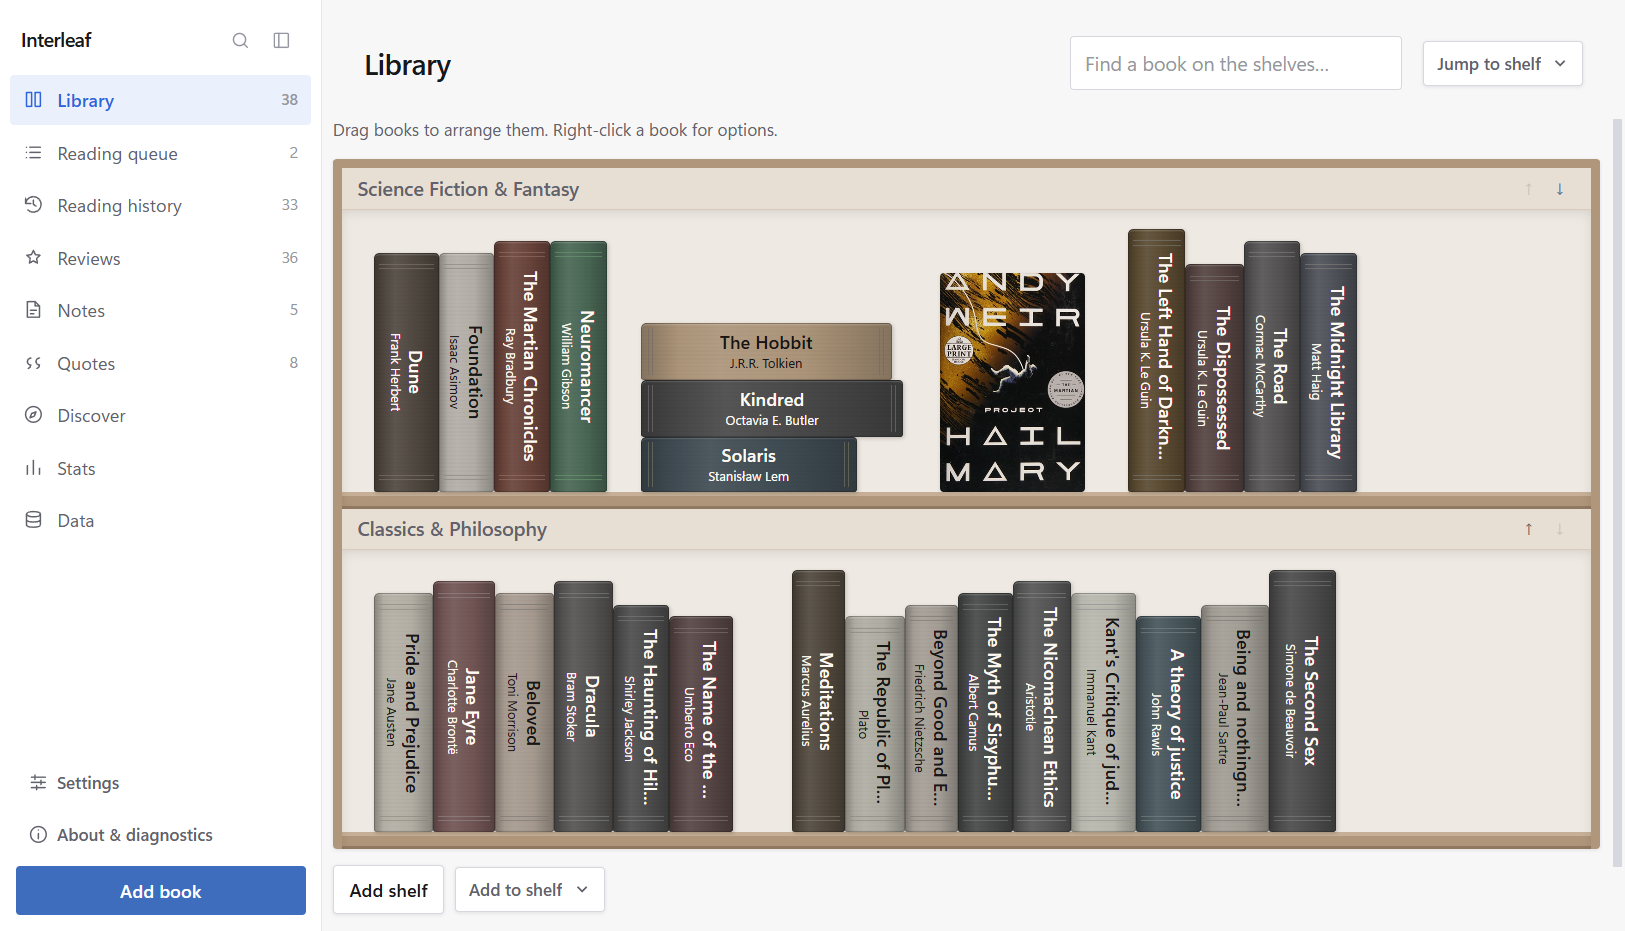 Interleaf
Library 38
Reading queue 2
Reading history 33
Reviews 36
Notes 5
Quotes 8
Discover
Stats
Data
Settings
About & diagnostics
Add book
Library
Find a book on the shelves...
Jump to shelf
Drag books to arrange them. Right-click a book for options.
Science Fiction & Fantasy
↑ ↓
Dune
Frank Herbert
Foundation
Isaac Asimov
The Martian Chronicles
Ray Bradbury
Neuromancer
William Gibson
The Hobbit
J.R.R. Tolkien
Kindred
Octavia E. Butler
Solaris
Stanisław Lem
ANDY
WEIR
LARGE
PRINT
THE
MARTIAN
PROJECT
HAIL
MARY
The Left Hand of Darkn...
Ursula K. Le Guin
The Dispossessed
Ursula K. Le Guin
The Road
Cormac McCarthy
The Midnight Library
Matt Haig
Classics & Philosophy
↑ ↓
Pride and Prejudice
Jane Austen
Jane Eyre
Charlotte Brontë
Beloved
Toni Morrison
Dracula
Bram Stoker
The Haunting of Hil...
Shirley Jackson
The Name of the ...
Umberto Eco
Meditations
Marcus Aurelius
The Republic of Pl...
Plato
Beyond Good and E...
Friedrich Nietzsche
The Myth of Sisyphu...
Albert Camus
The Nicomachean Ethics
Aristotle
Kant's Critique of jud...
Immanuel Kant
A theory of justice
John Rawls
Being and nothingn...
Jean-Paul Sartre
The Second Sex
Simone de Beauvoir
Add shelf
Add to shelf